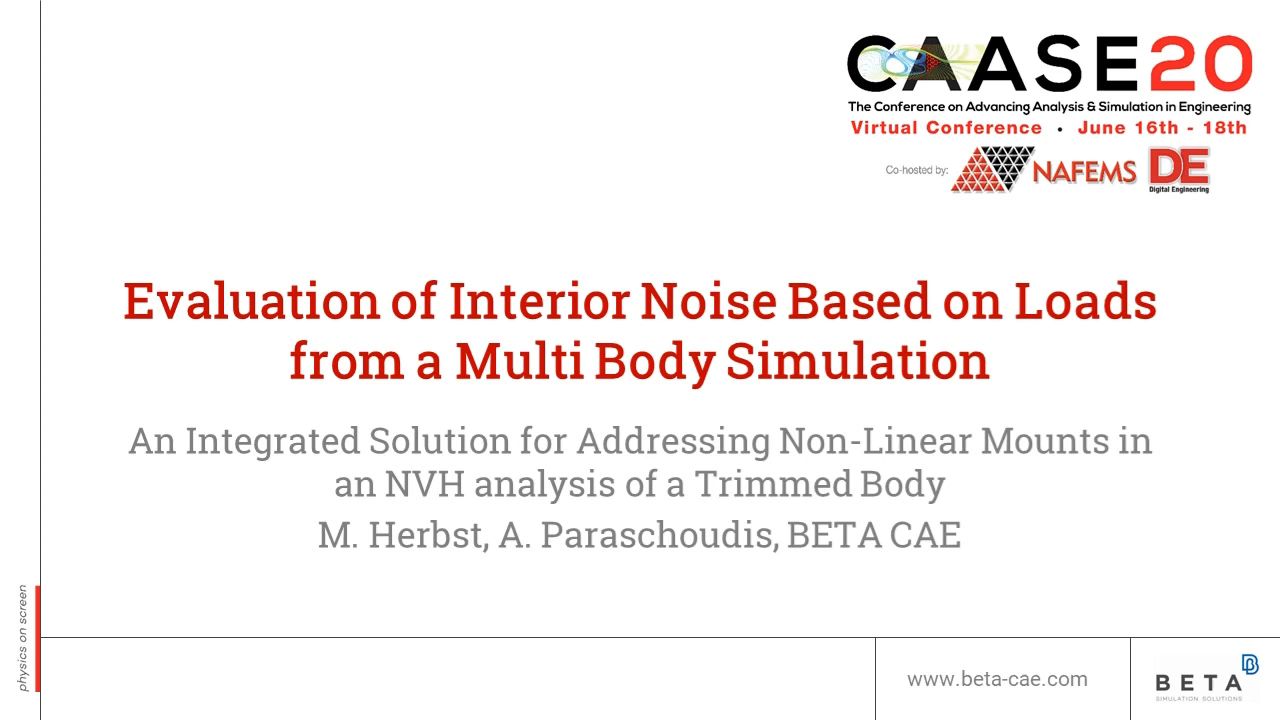 CAASE20
The Conference on Advancing Analysis & Simulation in Engineering
Virtual Conference • June 16th - 18th
Co-hosted by: NAFEMS DE
Digital Engineering
Evaluation of Interior Noise Based on Loads
from a Multi Body Simulation
An Integrated Solution for Addressing Non-Linear Mounts in
an NVH analysis of a Trimmed Body
M. Herbst, A. Paraschoudis, BETA CAE
physics on screen
www.beta-cae.com
BETA
SIMULATION SOLUTIONS